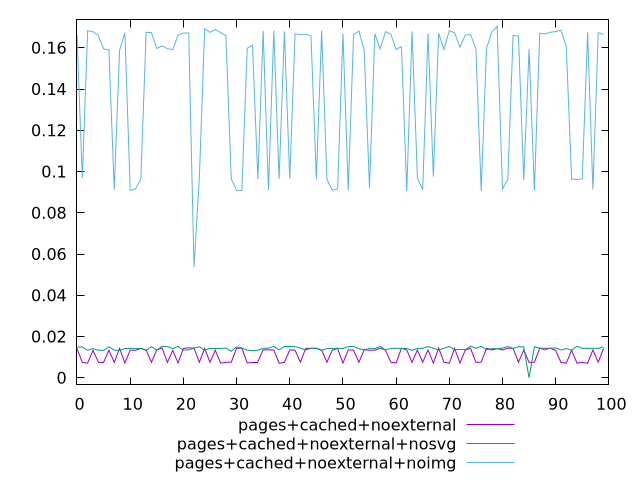 0.16
0.14
0.12
0.1
0.08
0.06
0.04
0.02
0
0 10 20 30 40 50 60 70 80 90 100
pages+cached+noexternal
pages+cached+noexternal+nosvg
pages+cached+noexternal+noimg